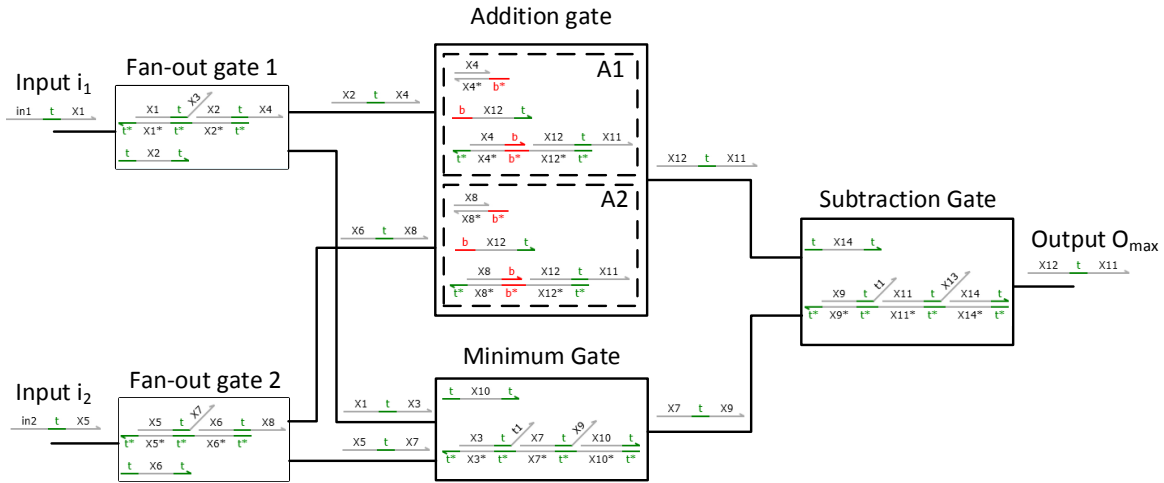 Addition gate
Input i1
Fan-out gate 1
in1 t X1
X1 t X3 X2 t X4
t* X1* t* X2* t*
t X2 t
X2 t X4
A1
X4
X4* b*
b X12 t
X4 b X12 t X11
t* X4* b* X12* t*
A2
X8
X8* b*
b X12 t
X8 b X12 t X11
t* X8* b* X12* t*
X6 t X8
X12 t X11
Subtraction Gate
t X14 t
X9 t t1 X11 t X13 X14 t
t* X9* t* X11* t* X14* t*
Output Omax
X12 t X11
Input i2
Fan-out gate 2
in2 t X5
X5 t X7 X6 t X8
t* X5* t* X6* t*
t X6 t
X1 t X3
X5 t X7
Minimum Gate
t X10 t
X3 t t1 X7 t X9 X10 t
t* X3* t* X7* t* X10* t*
X7 t X9